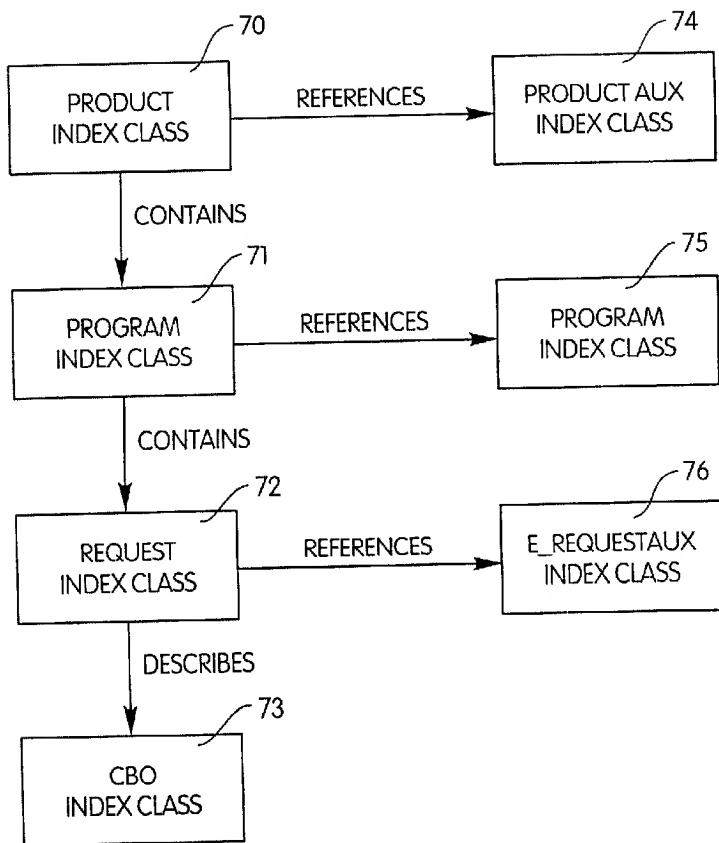 70
74
PRODUCT
INDEX CLASS
REFERENCES
PRODUCT AUX
INDEX CLASS
CONTAINS
71
75
PROGRAM
INDEX CLASS
REFERENCES
PROGRAM
INDEX CLASS
CONTAINS
72
76
REQUEST
INDEX CLASS
REFERENCES
E_REQUESTAUX
INDEX CLASS
DESCRIBES
73
CBO
INDEX CLASS